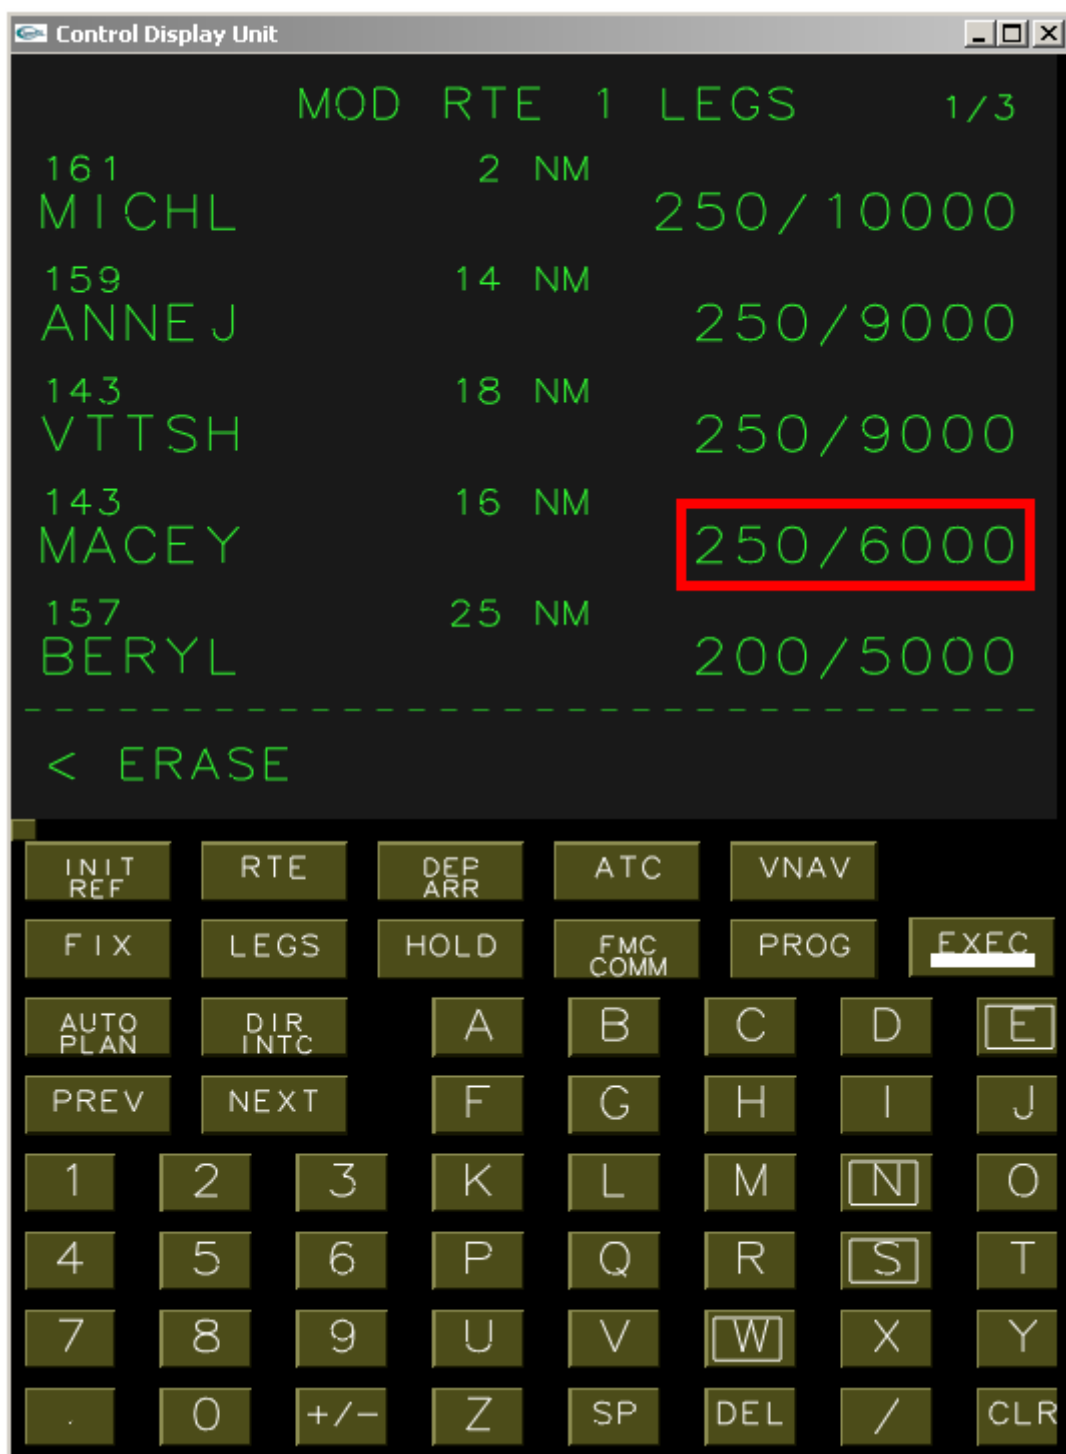 Control Display Unit
MOD RTE 1 LEGS 1/3
161 2 NM
MICHL 250/10000
159 14 NM
ANNEJ 250/9000
143 18 NM
VTTSH 250/9000
143 16 NM
MACEY 250/6000
157 25 NM
BERYL 200/5000
< ERASE
INIT REF RTE DEP ARR ATC VNAV
FIX LEGS HOLD FMC COMM PROG EXEC
AUTO PLAN DIR INTC A B C D E
PREV NEXT F G H I J
1 2 3 K L M N O
4 5 6 P Q R S T
7 8 9 U V W X Y
. 0 +/- Z SP DEL / CLR